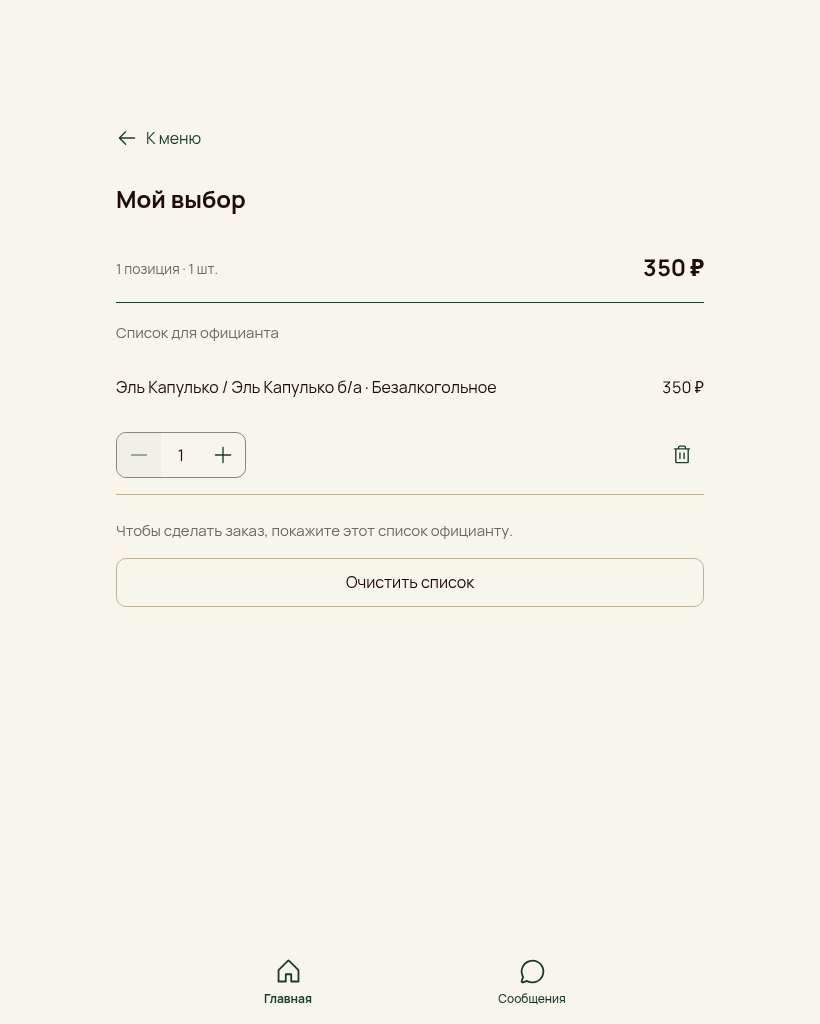 К меню
Мой выбор
1 позиция · 1 шт.
350 ₽
Список для официанта
Эль Капулько / Эль Капулько б/а · Безалкогольное
350 ₽
1
Чтобы сделать заказ, покажите этот список официанту.
Очистить список
Главная
Сообщения